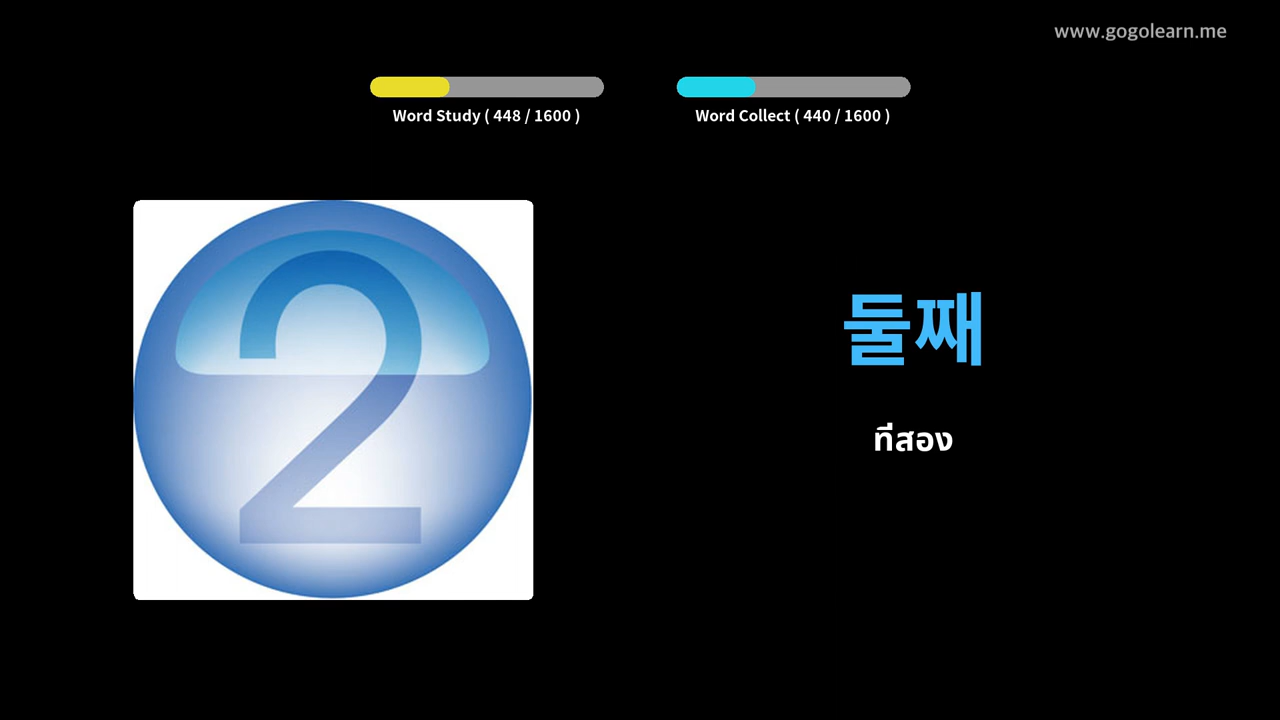 www.gogolearn.me
Word Study ( 448 / 1600 )
Word Collect ( 440 / 1600 )
2
둘째
ที่สอง